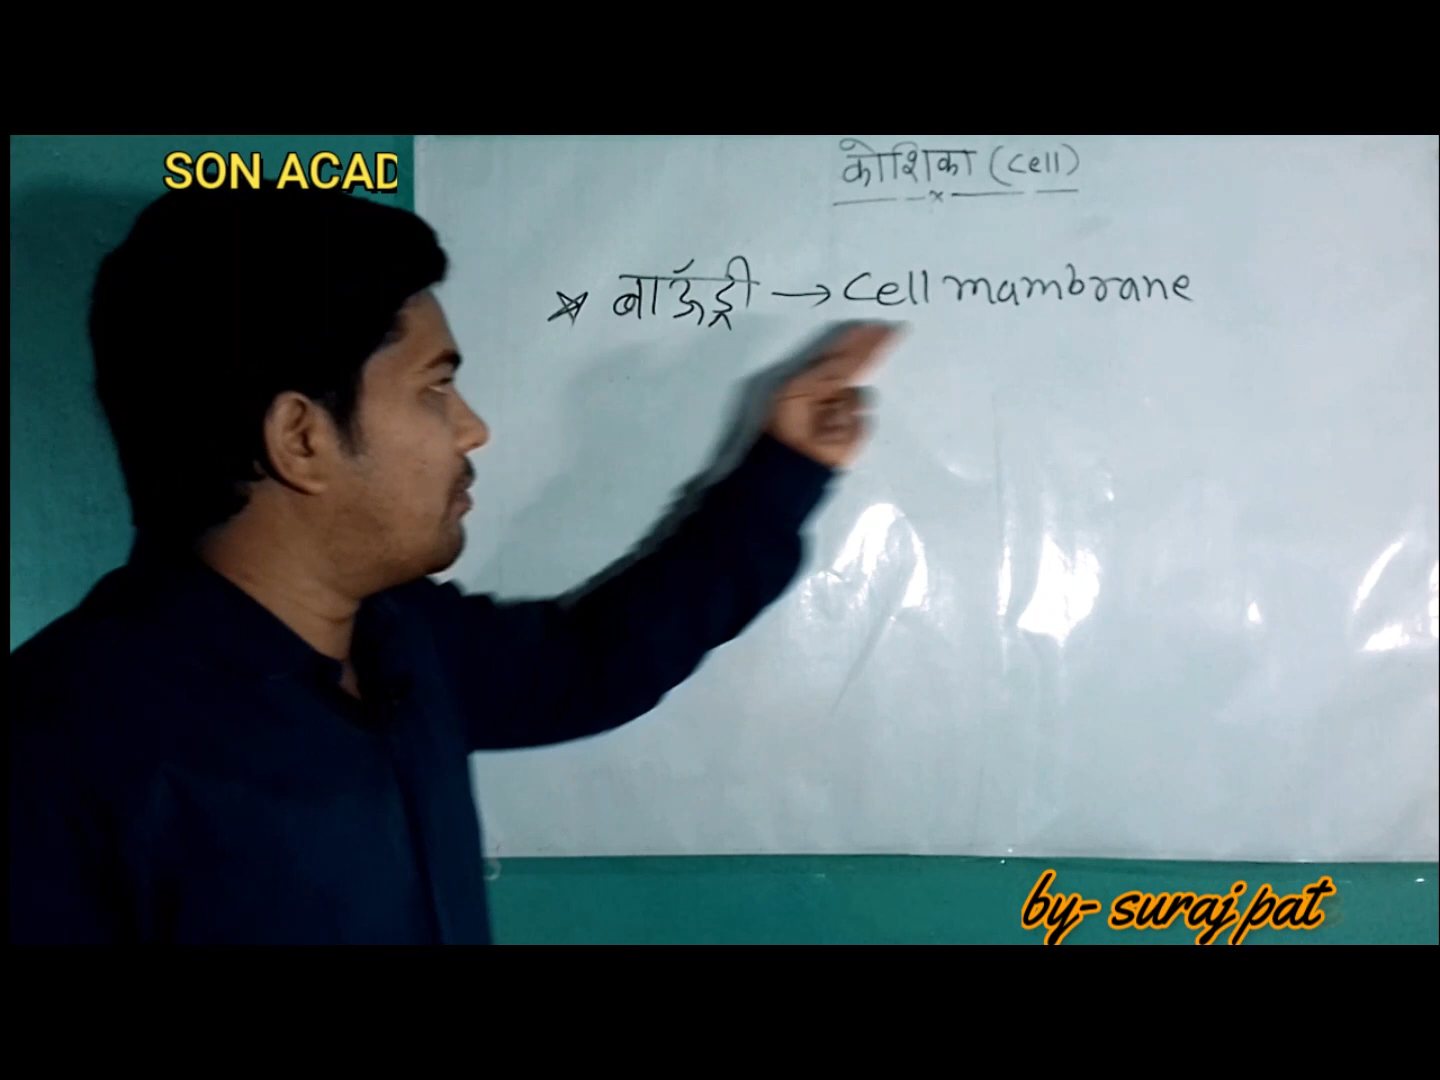 SON ACAD
कोशिका (cell)
बाऊँड्री → Cell mambrane
by- suraj pat